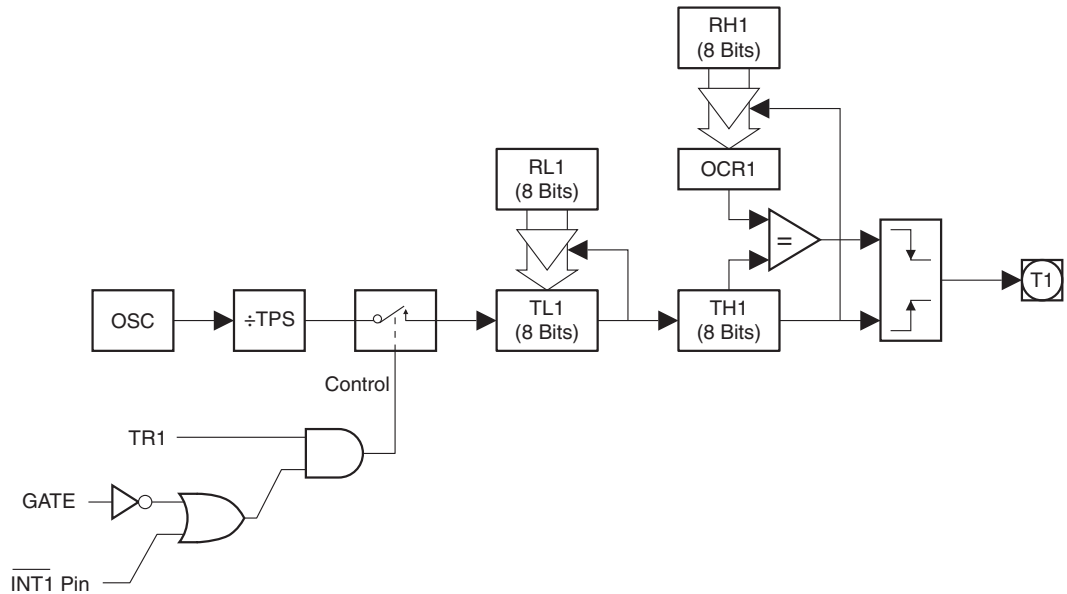 RH1
(8 Bits)
RL1
(8 Bits)
OCR1
=
OSC
÷TPS
TL1
(8 Bits)
TH1
(8 Bits)
T1
Control
TR1
GATE
INT1 Pin